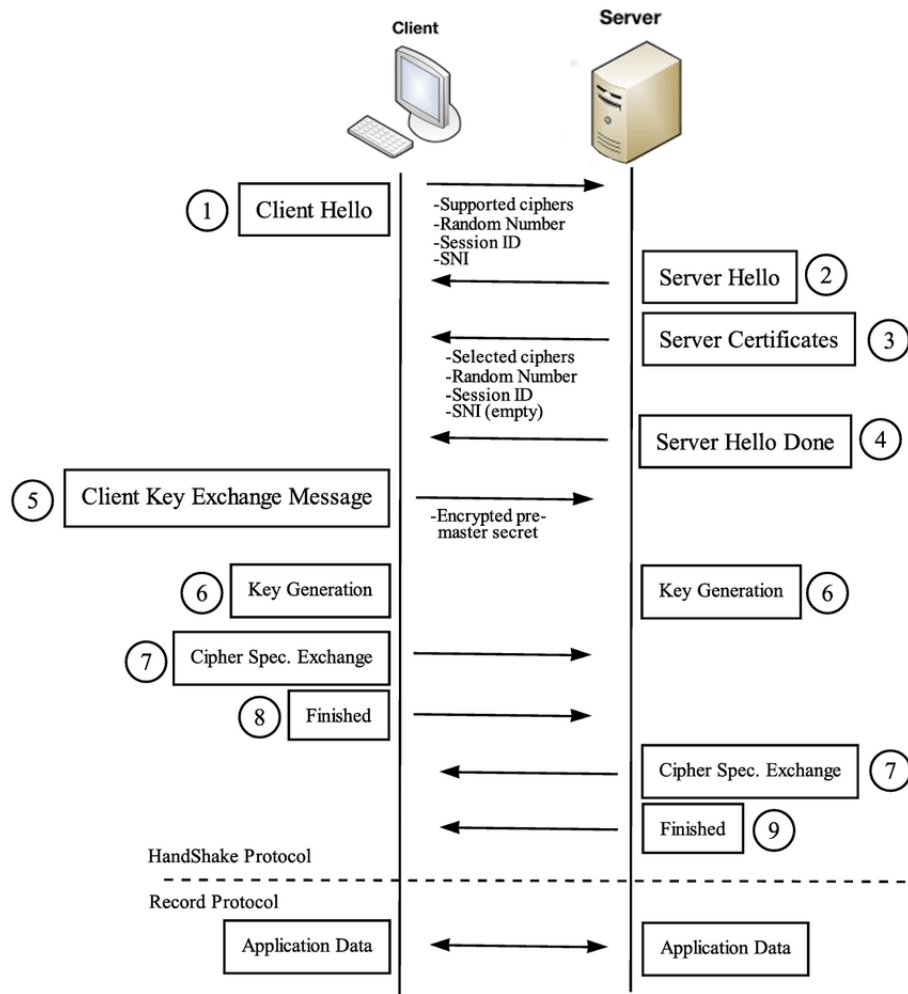 Client
Server
1
Client Hello
-Supported ciphers
-Random Number
-Session ID
-SNI
Server Hello
2
Server Certificates
3
-Selected ciphers
-Random Number
-Session ID
-SNI (empty)
Server Hello Done
4
5
Client Key Exchange Message
-Encrypted pre-
master secret
6
Key Generation
Key Generation
6
7
Cipher Spec. Exchange
8
Finished
Cipher Spec. Exchange
7
Finished
9
HandShake Protocol
Record Protocol
Application Data
Application Data